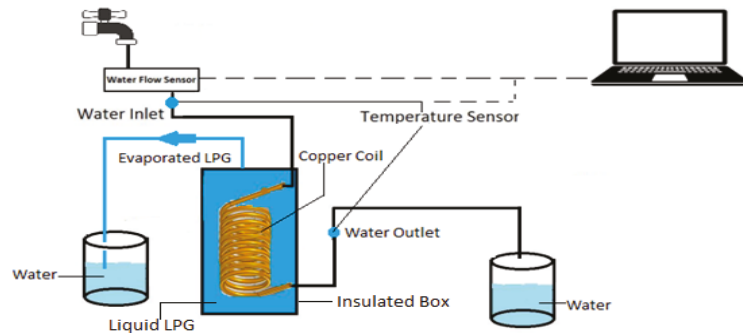 Water Flow Sensor
Water Inlet
Temperature Sensor
Evaporated LPG
Copper Coil
Water Outlet
Water
Insulated Box
Water
Liquid LPG